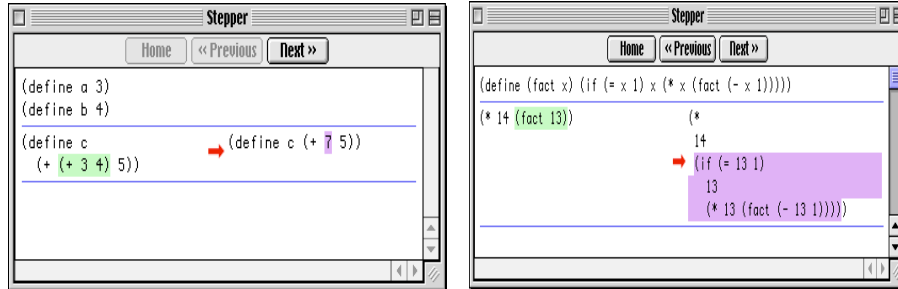 Stepper
Home « Previous Next »
(define a 3)
(define b 4)
(define c
(+ (+ 3 4) 5))
(define c (+ 7 5))
Stepper
Home « Previous Next »
(define (fact x) (if (= x 1) x (* x (fact (- x 1)))))
(* 14 (fact 13))
(*
14
(if (= 13 1)
13
(* 13 (fact (- 13 1)))))